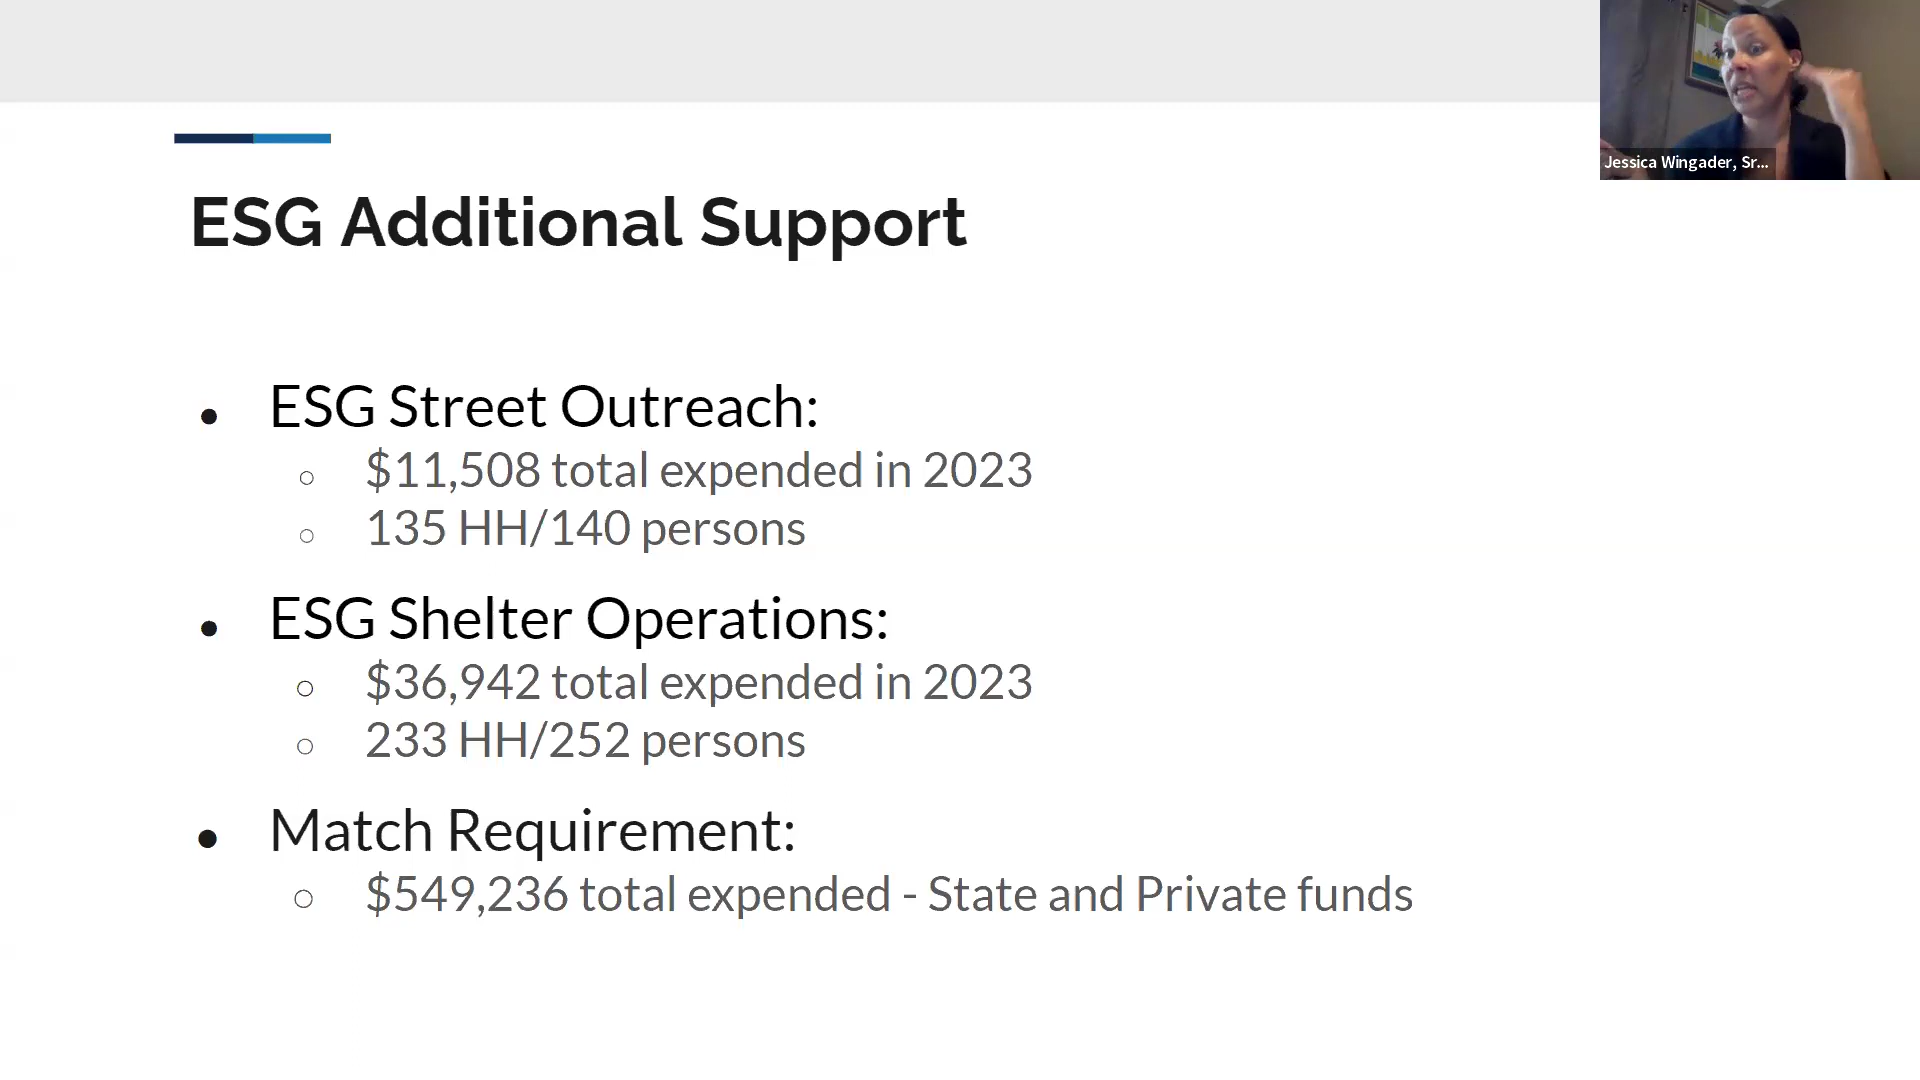 Jessica Wingader, Sr...
ESG Additional Support
● ESG Street Outreach:
○ $11,508 total expended in 2023
○ 135 HH/140 persons
● ESG Shelter Operations:
○ $36,942 total expended in 2023
○ 233 HH/252 persons
● Match Requirement:
○ $549,236 total expended - State and Private funds